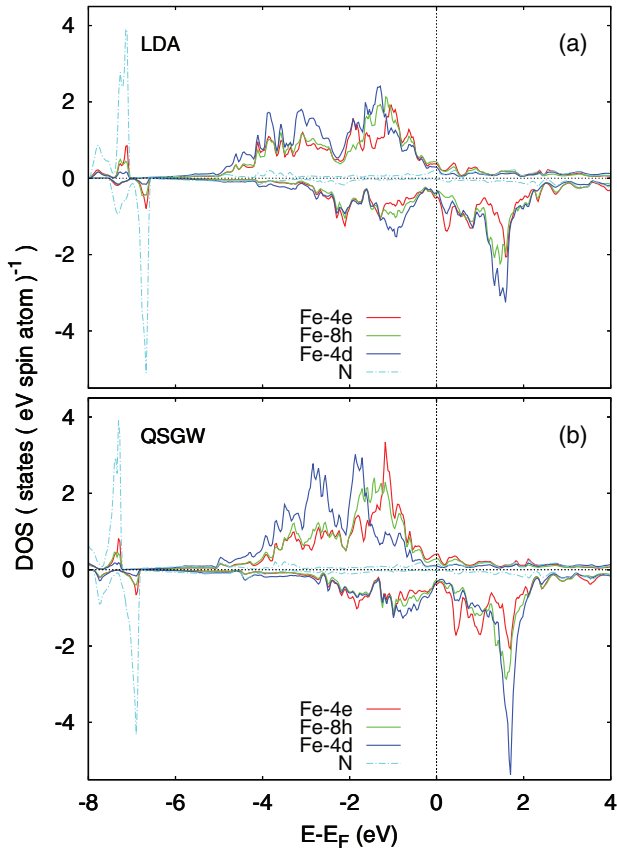 4
LDA
(a)
2
0
-2
Fe-4e
Fe-8h
-4
Fe-4d
N
DOS ( states ( eV spin atom )⁻¹
4
QSGW
(b)
2
0
-2
Fe-4e
Fe-8h
-4
Fe-4d
N
-8 -6 -4 -2 0 2 4
E-E_F (eV)